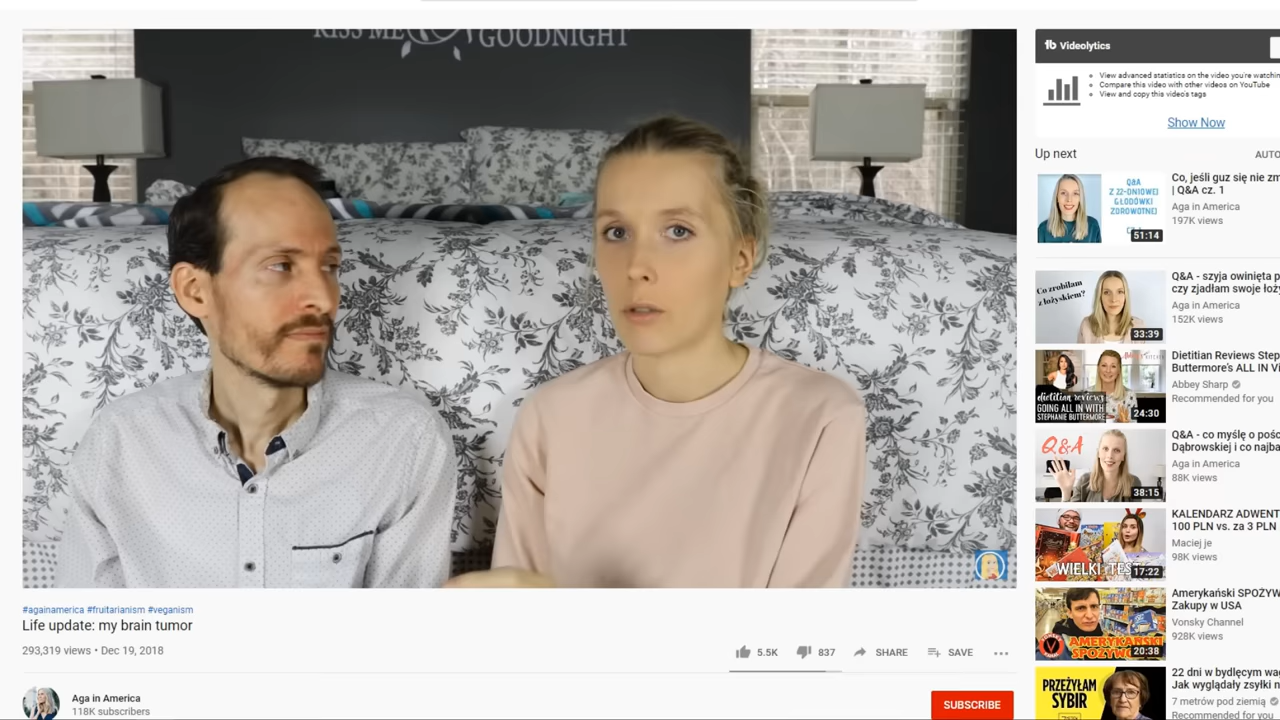 KISS ME
GOODNIGHT
#againamerica #fruitarianism #veganism
Life update: my brain tumor
293,319 views • Dec 19, 2018
5.5K
837
SHARE
SAVE
Aga in America
118K subscribers
SUBSCRIBE
Videolytics
View advanced statistics on the video you're watchin
Compare this video with other videos on YouTube
View and copy this video's tags
Show Now
Up next
AUTO
Q&A
Z 22-DNIOWEJ
GŁODÓWKI
ZDROWOTNEJ
51:14
Co, jeśli guz się nie zm
| Q&A cz. 1
Aga in America
197K views
Co zrobiłam
z łożyskiem?
33:39
Q&A - szyja owinięta p
czy zjadłam swoje łoży
Aga in America
152K views
dietitian reviews
GOING ALL IN WITH
STEPHANIE BUTTERMORE
24:30
Dietitian Reviews Step
Buttermore's ALL IN Vi
Abbey Sharp
Recommended for you
Q&A
38:15
Q&A - co myślę o pośc
Dąbrowskiej i co najba
Aga in America
88K views
WIELKI TEST
17:22
KALENDARZ ADWENT
100 PLN vs. za 3 PLN
Maciej je
98K views
AMERYKAŃSKI
SPOŻYW
20:38
Amerykański SPOŻYW
Zakupy w USA
Vonsky Channel
928K views
PRZEŻYŁAM
SYBIR
22 dni w bydlęcym wag
Jak wyglądały zsyłki n
7 metrów pod ziemią
Recommended for you